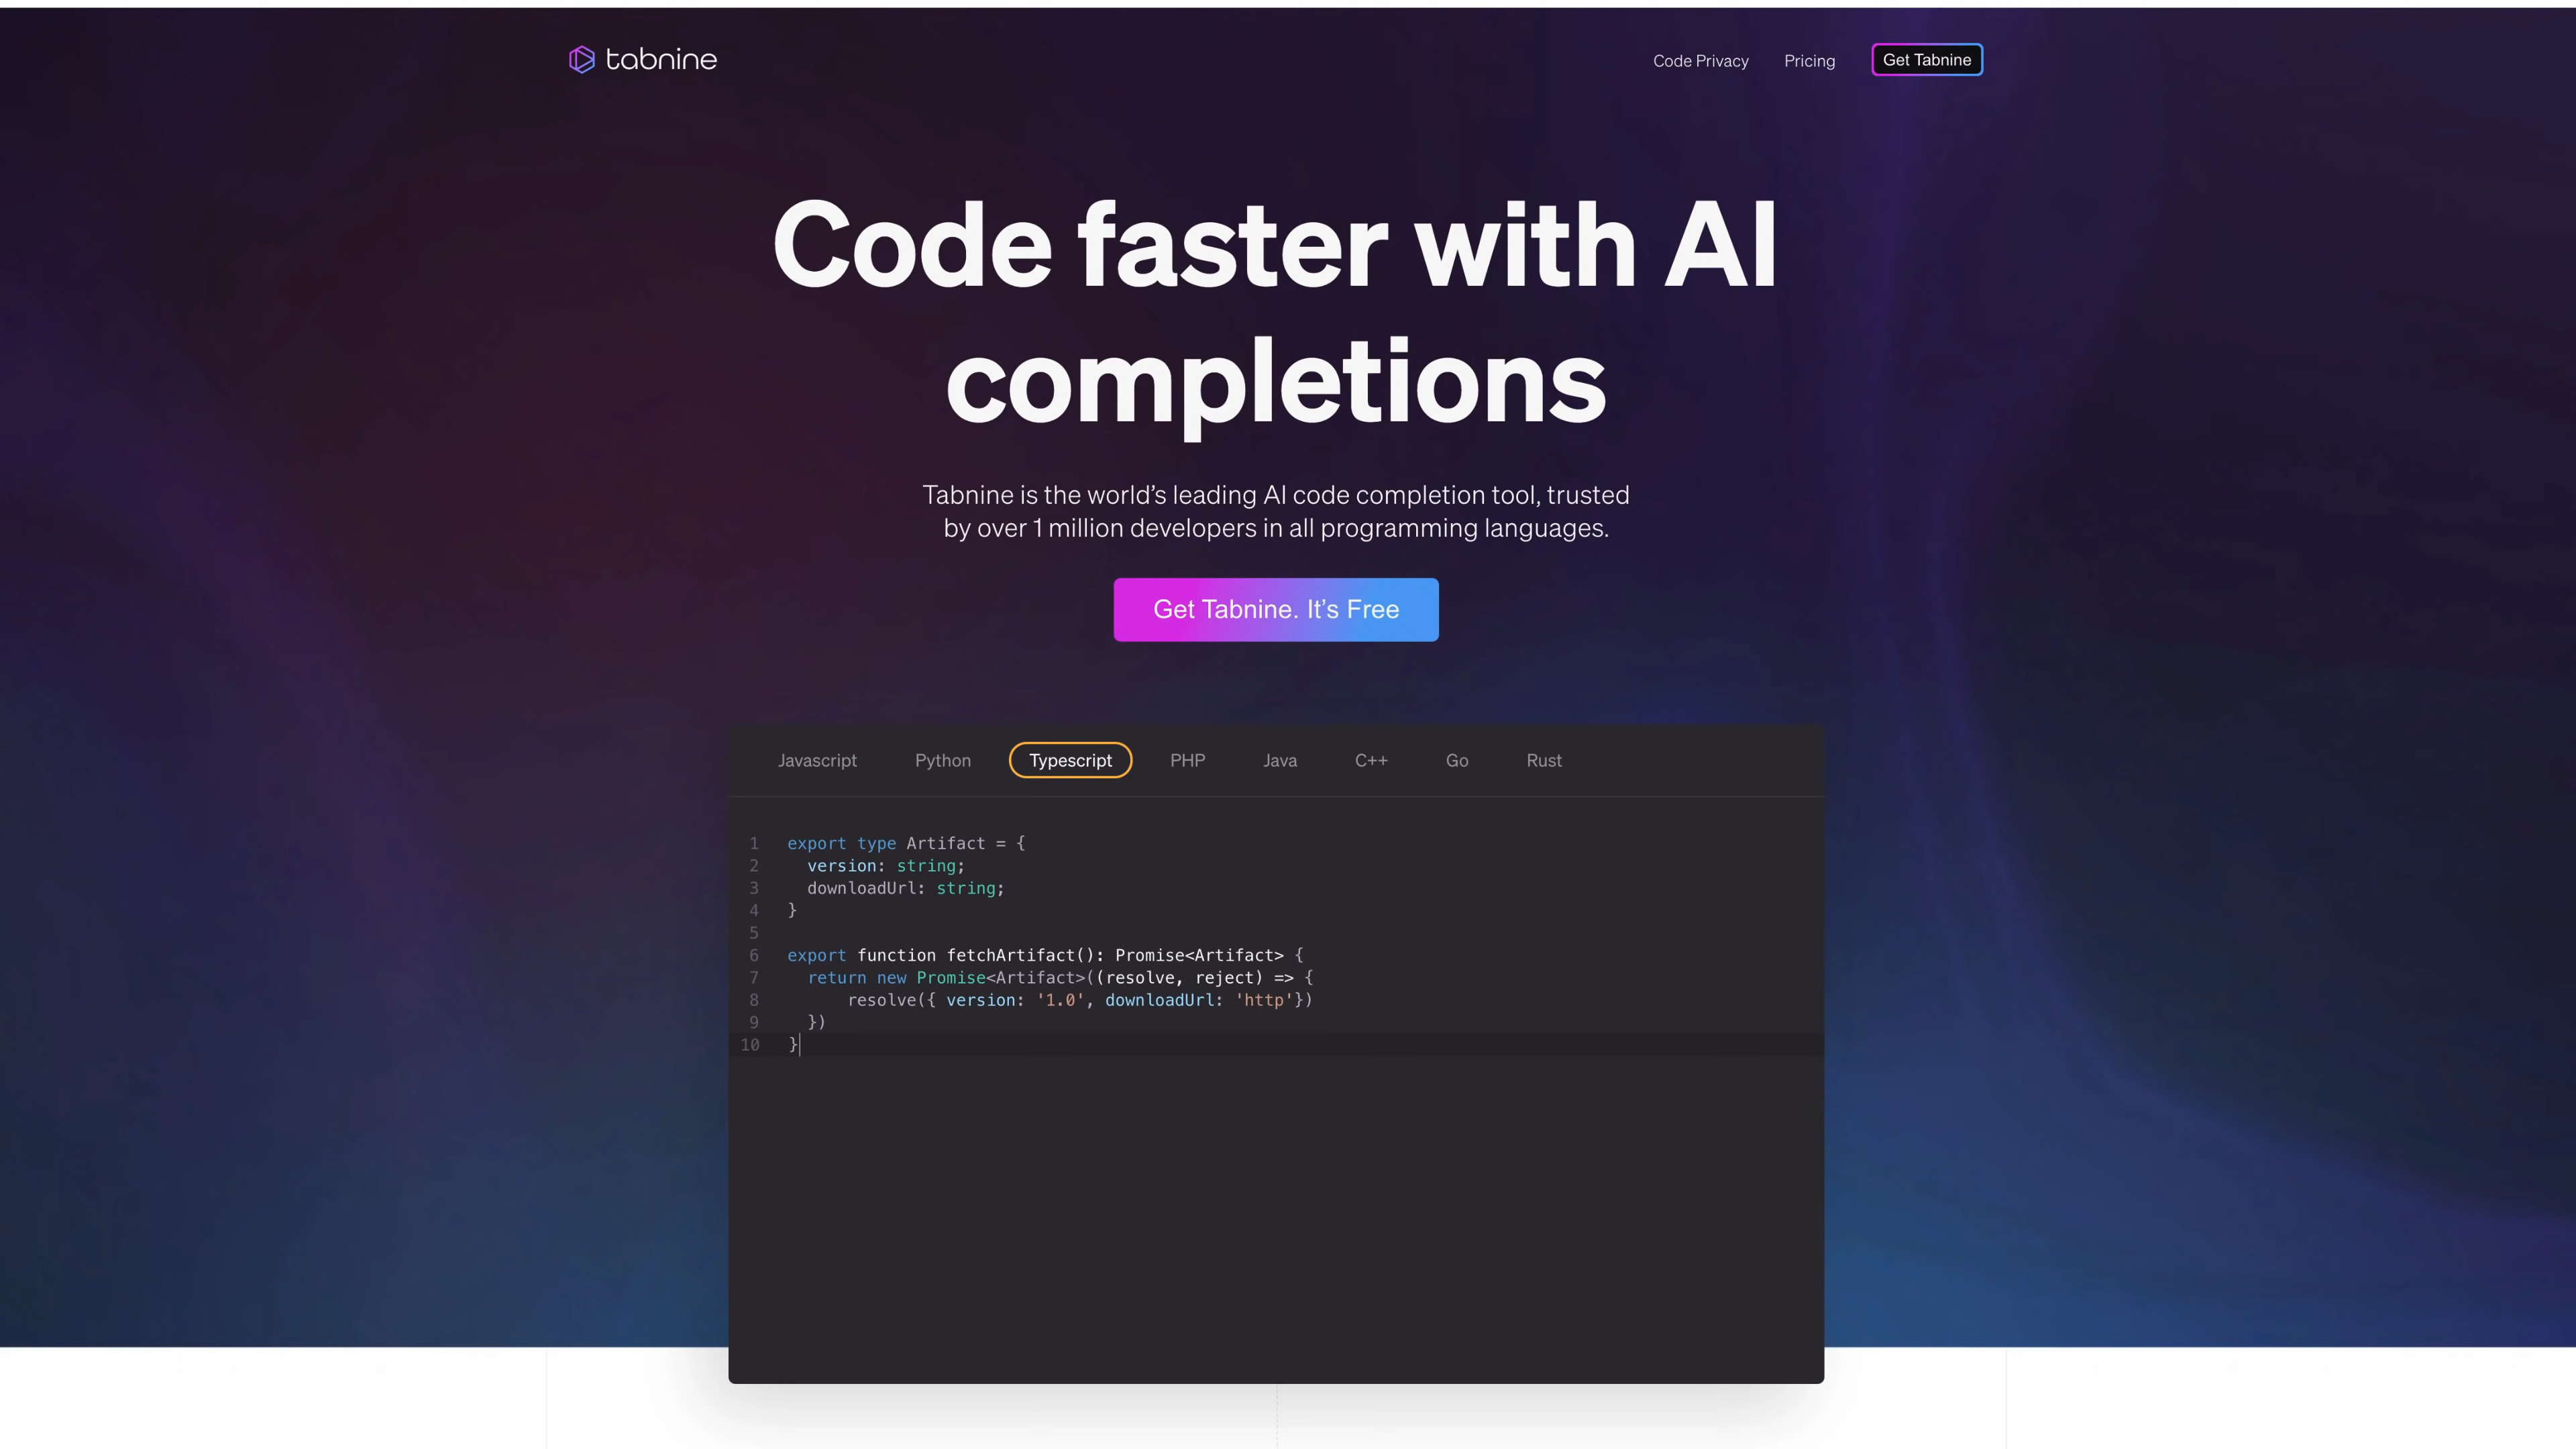 tabnine
Code Privacy Pricing Get Tabnine
Code faster with AI
completions
Tabnine is the world’s leading AI code completion tool, trusted
by over 1 million developers in all programming languages.
Get Tabnine. It’s Free
Javascript Python Typescript PHP Java C++ Go Rust
1 export type Artifact = {
2 version: string;
3 downloadUrl: string;
4 }
5
6 export function fetchArtifact(): Promise<Artifact> {
7 return new Promise<Artifact>((resolve, reject) => {
8 resolve({ version: '1.0', downloadUrl: 'http'})
9 })
10 }